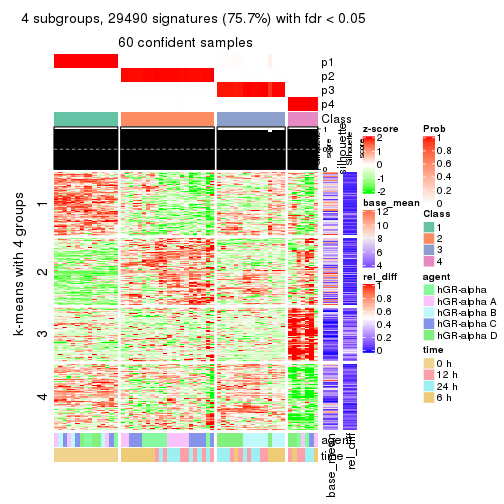 4 subgroups, 29490 signatures (75.7%) with fdr < 0.05
60 confident samples
p1
p2
p3
p4
Class
silhouette
score
1
0
k-means with 4 groups
1
2
3
4
agent
time
base_mean
rel_diff
z-score
2
1
0
-1
-2
base_mean
12
10
8
6
4
rel_diff
1
0.8
0.6
0.4
0.2
0
Prob
1
0.8
0.6
0.4
0.2
0
Class
1
2
3
4
agent
hGR-alpha
hGR-alpha A
hGR-alpha B
hGR-alpha C
hGR-alpha D
time
0 h
12 h
24 h
6 h